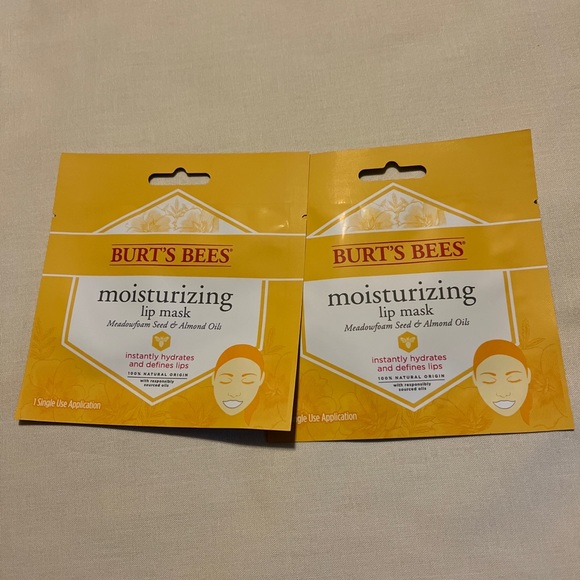 BURT'S BEES®
moisturizing
lip mask
Meadowfoam Seed & Almond Oils
instantly hydrates
and defines lips
100% NATURAL ORIGIN
with responsibly
sourced oils
1 Single Use Application
BURT'S BEES®
moisturizing
lip mask
Meadowfoam Seed & Almond Oils
instantly hydrates
and defines lips
100% NATURAL ORIGIN
with responsibly
sourced oils
gle Use Application